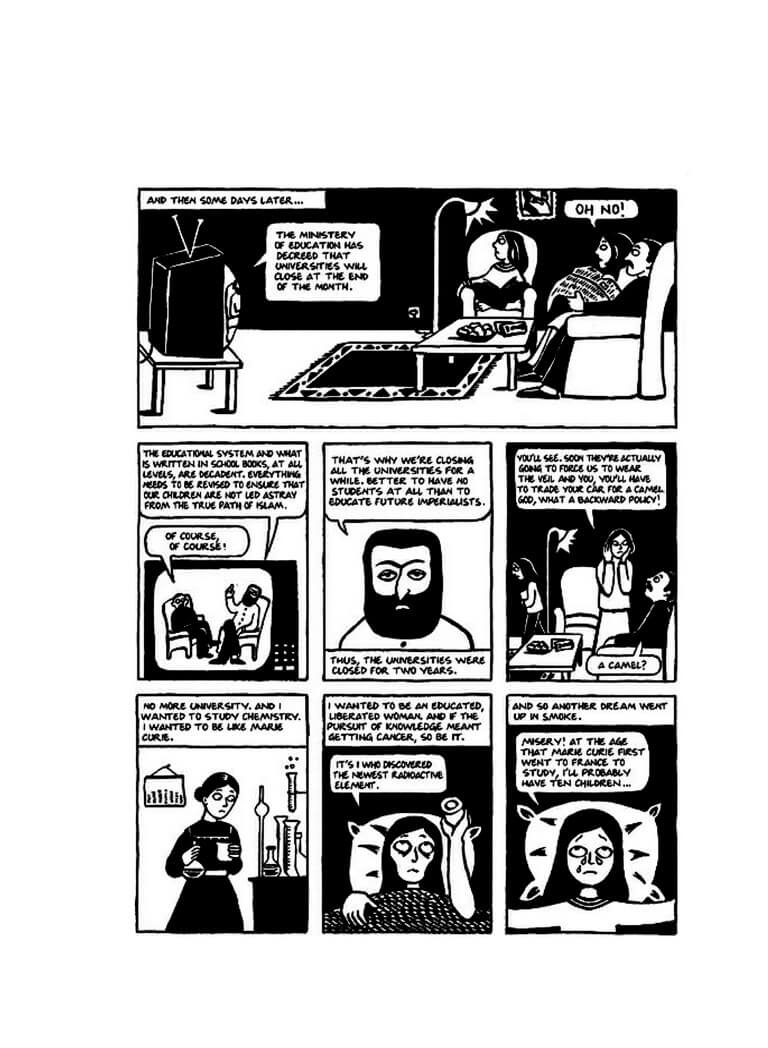 AND THEN SOME DAYS LATER...
THE MINISTERY
OF EDUCATION HAS
DECREED THAT
UNIVERSITIES WILL
CLOSE AT THE END
OF THE MONTH.
OH NO!
THE EDUCATIONAL SYSTEM AND WHAT
IS WRITTEN IN SCHOOL BOOKS, AT ALL
LEVELS, ARE DECADENT. EVERYTHING
NEEDS TO BE REVISED TO ENSURE THAT
OUR CHILDREN ARE NOT LED ASTRAY
FROM THE TRUE PATH OF ISLAM.
OF COURSE,
OF COURSE!
THAT'S WHY WE'RE CLOSING
ALL THE UNIVERSITIES FOR A
WHILE. BETTER TO HAVE NO
STUDENTS AT ALL THAN TO
EDUCATE FUTURE IMPERIALISTS.
THUS, THE UNIVERSITIES WERE
CLOSED FOR TWO YEARS.
YOU'LL SEE. SOON THEY'RE ACTUALLY
GOING TO FORCE US TO WEAR
THE VEIL AND YOU, YOU'LL HAVE
TO TRADE YOUR CAR FOR A CAMEL
GOD, WHAT A BACKWARD POLICY!
A CAMEL?
NO MORE UNIVERSITY. AND I
WANTED TO STUDY CHEMISTRY.
I WANTED TO BE LIKE MARIE
CURIE.
I WANTED TO BE AN EDUCATED,
LIBERATED WOMAN. AND IF THE
PURSUIT OF KNOWLEDGE MEANT
GETTING CANCER, SO BE IT.
IT'S I WHO DISCOVERED
THE NEWEST RADIOACTIVE
ELEMENT.
AND SO ANOTHER DREAM WENT
UP IN SMOKE.
MISERY! AT THE AGE
THAT MARIE CURIE FIRST
WENT TO FRANCE TO
STUDY, I'LL PROBABLY
HAVE TEN CHILDREN...